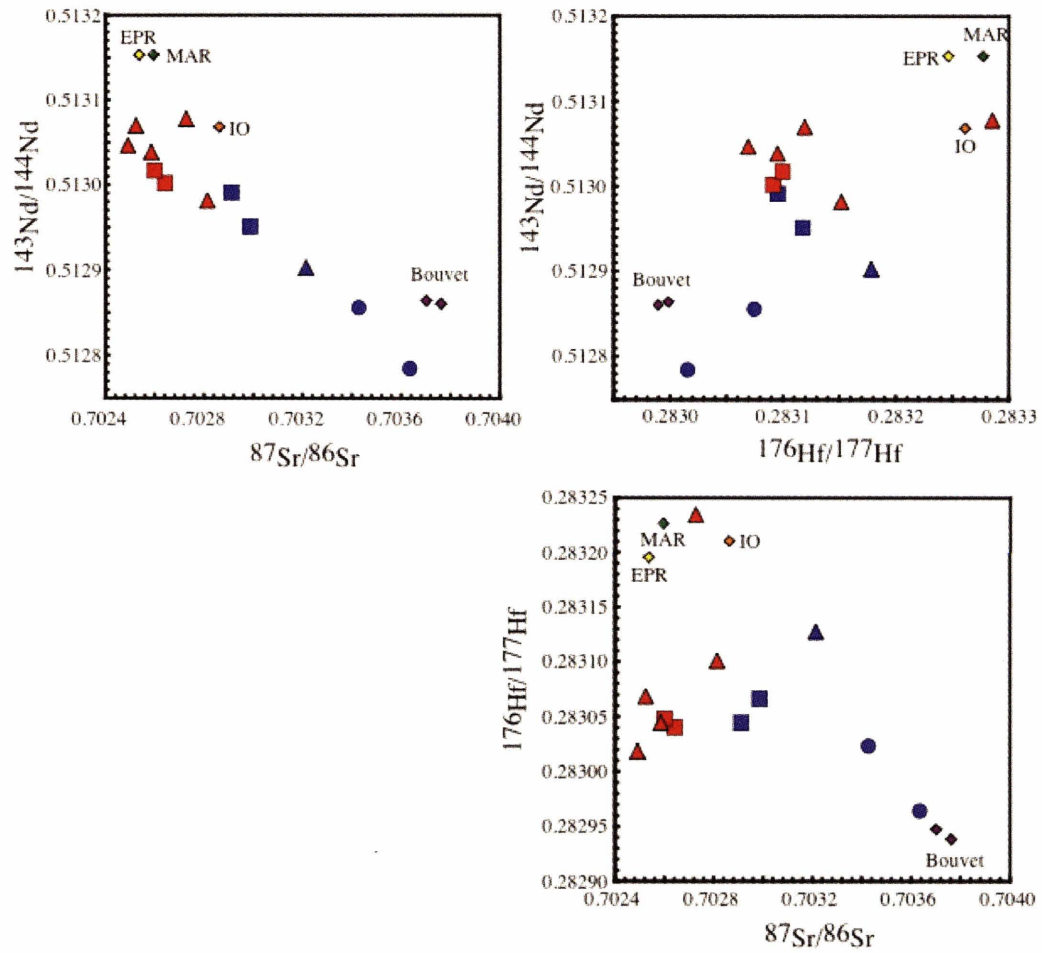 0.5132
EPR
MAR
0.5131
IO
143Nd/144Nd
0.5130
0.5129
Bouvet
0.5128
0.7024 0.7028 0.7032 0.7036 0.7040
87Sr/86Sr
0.5132
MAR
EPR
0.5131
IO
143Nd/144Nd
0.5130
0.5129
Bouvet
0.5128
0.2830 0.2831 0.2832 0.2833
176Hf/177Hf
0.28325
MAR
IO
0.28320
EPR
0.28315
176Hf/177Hf
0.28310
0.28305
0.28300
0.28295
Bouvet
0.28290
0.7024 0.7028 0.7032 0.7036 0.7040
87Sr/86Sr